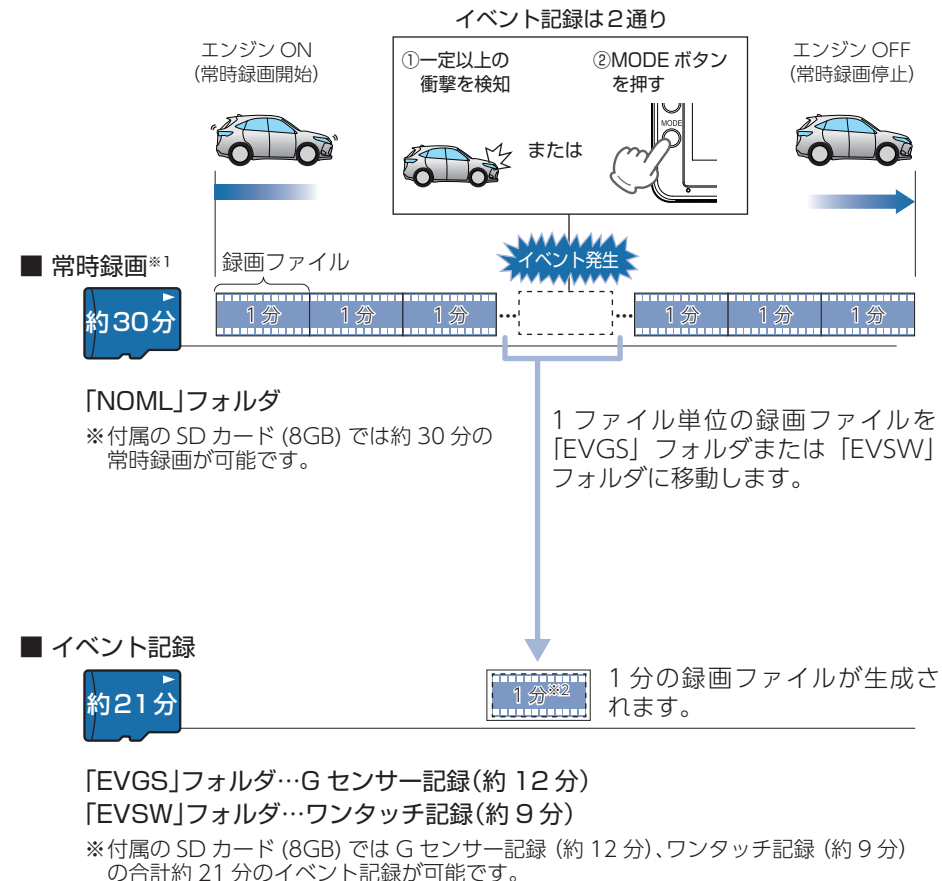 イベント記録は2通り
エンジン ON
(常時録画開始)
①一定以上の
衝撃を検知
または
②MODE ボタン
を押す
MODE
エンジン OFF
(常時録画停止)
■ 常時録画※1
録画ファイル
イベント発生
約30分
1分 1分 1分 … … 1分 1分 1分
「NOML」フォルダ
※付属の SD カード (8GB) では約 30 分の
常時録画が可能です。
1 ファイル単位の録画ファイルを
「EVGS」フォルダまたは「EVSW」
フォルダに移動します。
■ イベント記録
約21分
1分※2
1 分の録画ファイルが生成さ
れます。
「EVGS」フォルダ…G センサー記録(約 12 分)
「EVSW」フォルダ…ワンタッチ記録(約 9 分)
※付属の SD カード (8GB) では G センサー記録 (約 12 分)、ワンタッチ記録 (約 9 分)
の合計約 21 分のイベント記録が可能です。